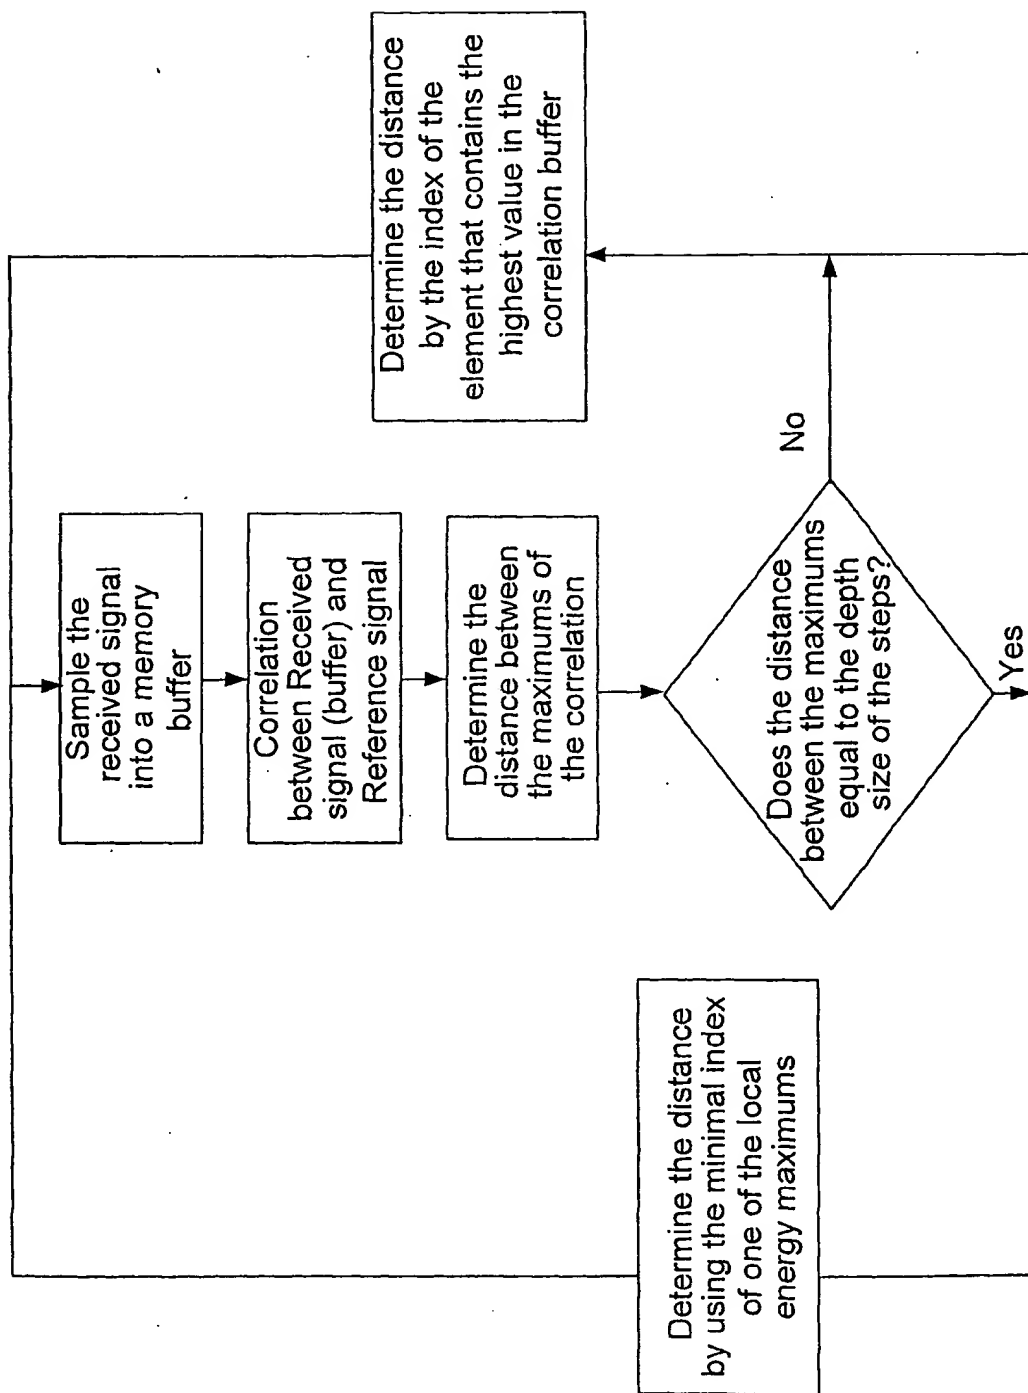 Sample the
received signal
into a memory
buffer
Correlation
between Received
signal (buffer) and
Reference signal
Determine the
distance between
the maximums of
the correlation
Does the distance
between the maximums
equal to the depth
size of the steps?
No
Yes
Determine the distance
by the index of the
element that contains the
highest value in the
correlation buffer
Determine the distance
by using the minimal index
of one of the local
energy maximums